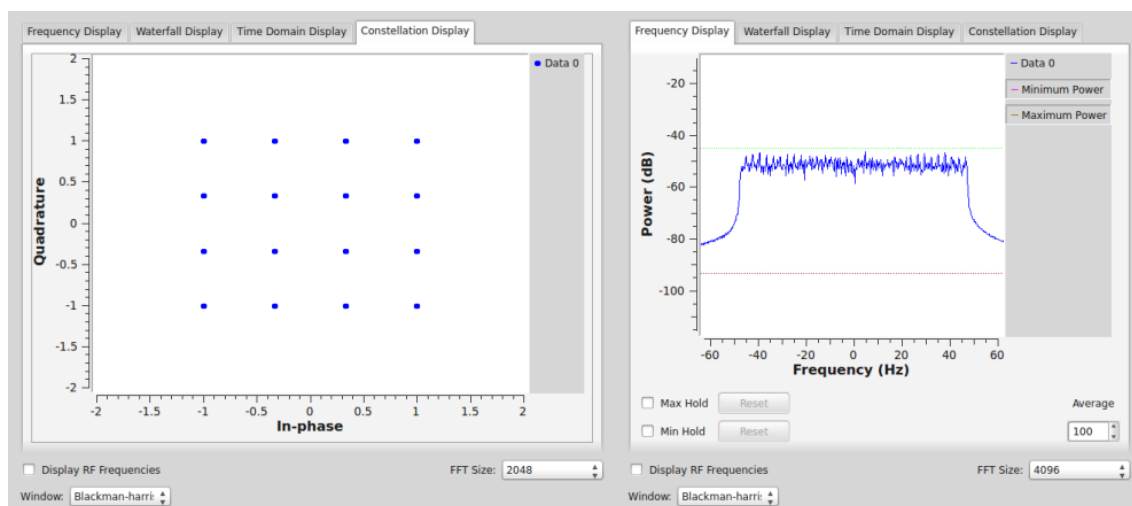 Frequency Display Waterfall Display Time Domain Display Constellation Display
2
1.5
1
0.5
0
-0.5
-1
-1.5
-2
Quadrature
-2 -1.5 -1 -0.5 0 0.5 1 1.5 2
In-phase
Data 0
Display RF Frequencies
FFT Size: 2048
Window: Blackman-harri
Frequency Display Waterfall Display Time Domain Display Constellation Display
-20
-40
-60
-80
-100
Power (dB)
-60 -40 -20 0 20 40 60
Frequency (Hz)
Data 0
Minimum Power
Maximum Power
Max Hold Reset
Average
Min Hold Reset
100
Display RF Frequencies
FFT Size: 4096
Window: Blackman-harri